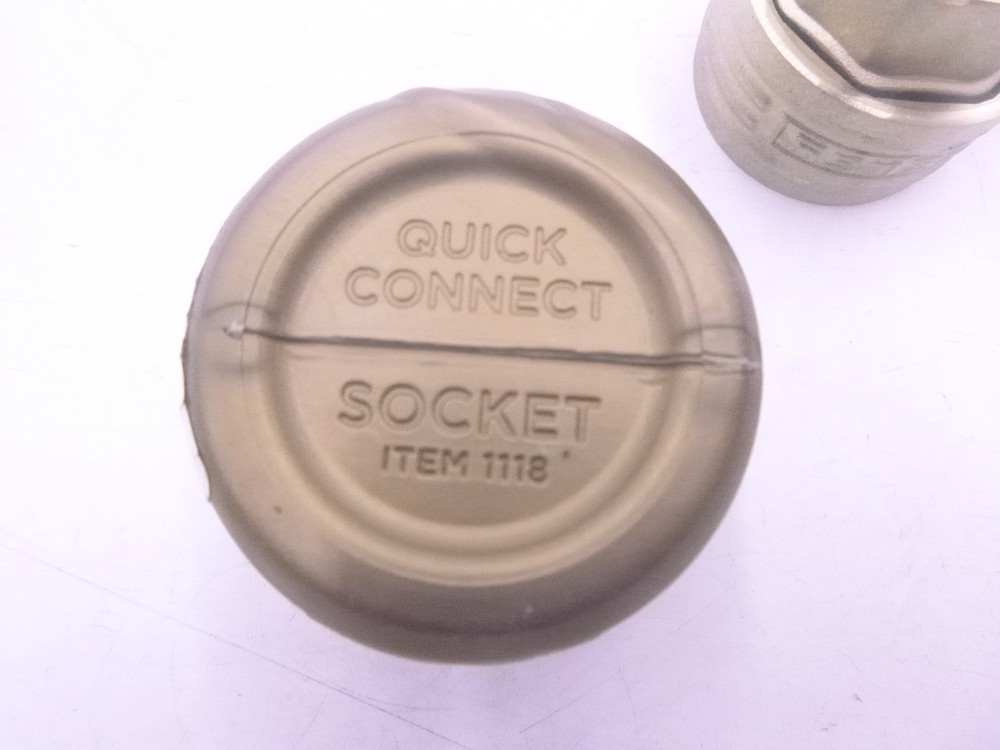 QUICK
CONNECT
SOCKET
ITEM 1118